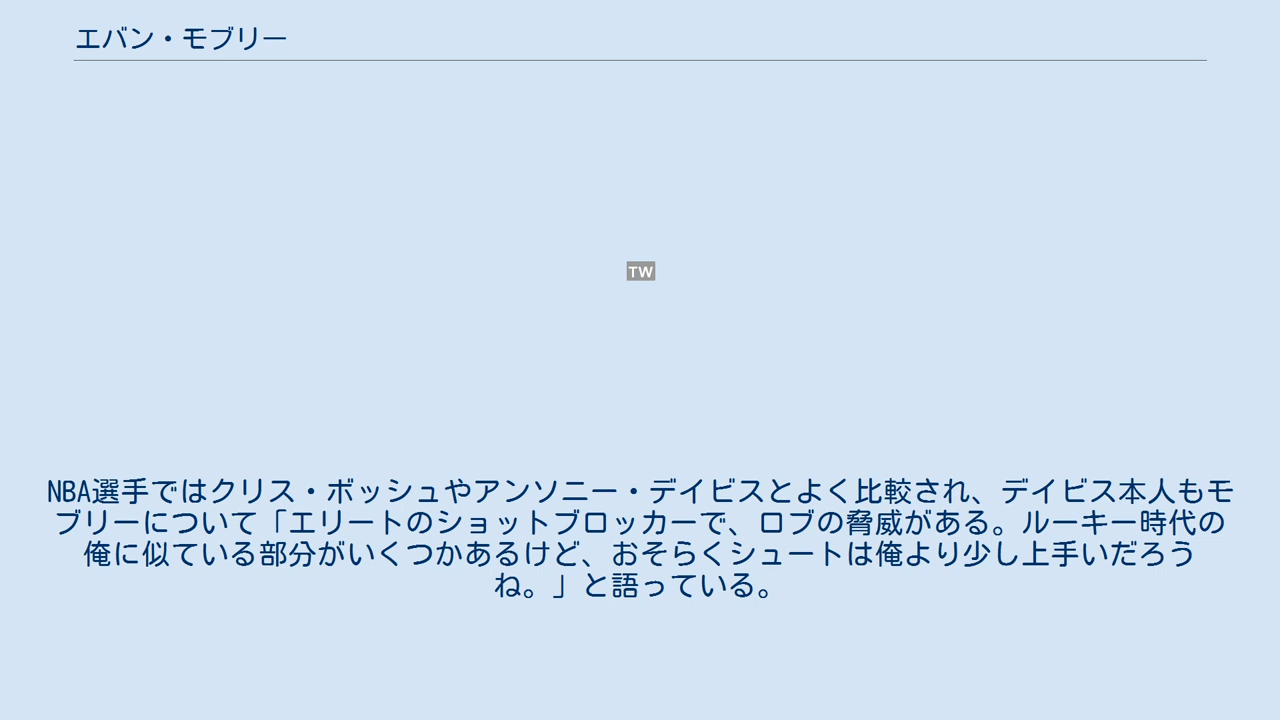 エバン・モブリー
TW
NBA選手ではクリス・ボッシュやアンソニー・デイビスとよく比較され、デイビス本人もモ
ブリーについて「エリートのショットブロッカーで、ロブの脅威がある。ルーキー時代の
俺に似ている部分がいくつかあるけど、おそらくシュートは俺より少し上手いだろう
ね。」と語っている。